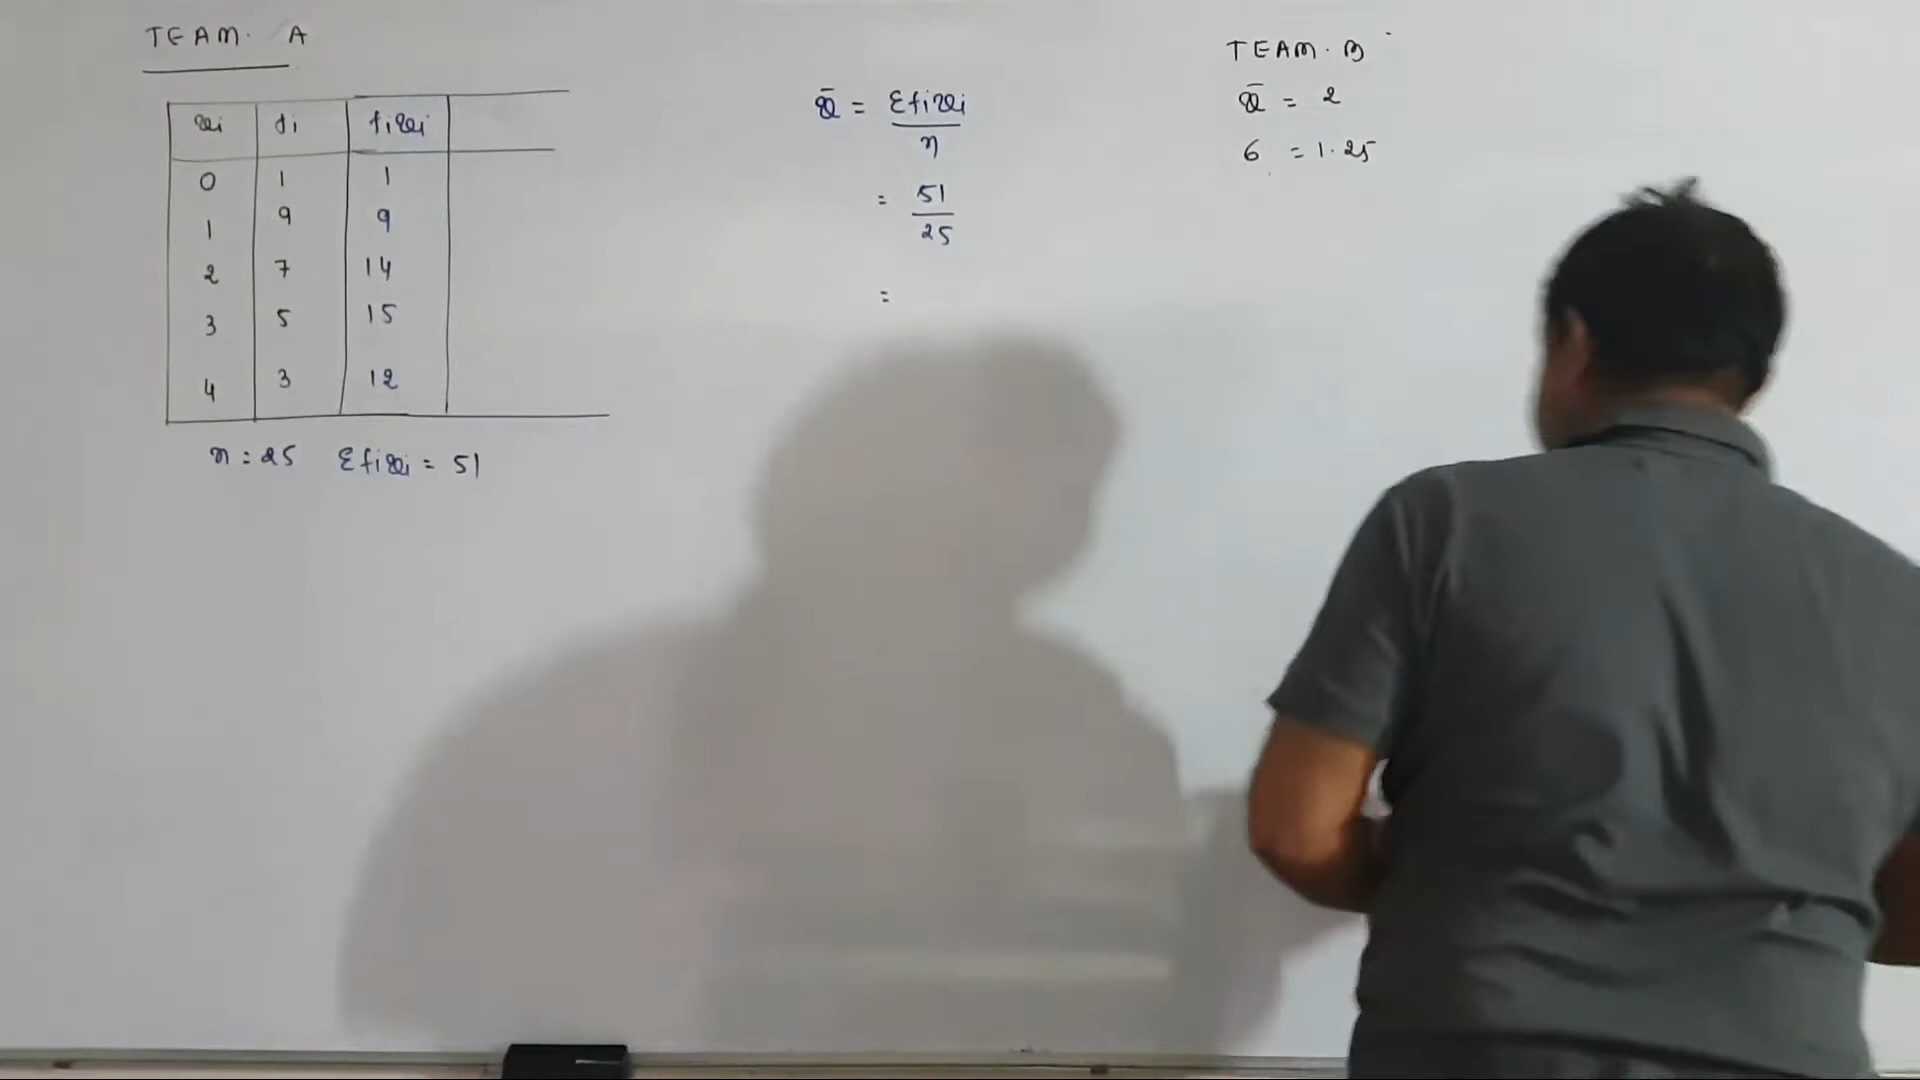 TEAM. A
xi fi fixi
0 1 1
1 9 9
2 7 14
3 5 15
4 3 12
n = 25 Σfixi = 51
x̄ = Σfixi
n
= 51
25
=
TEAM. B
x̄ = 2
σ = 1.25